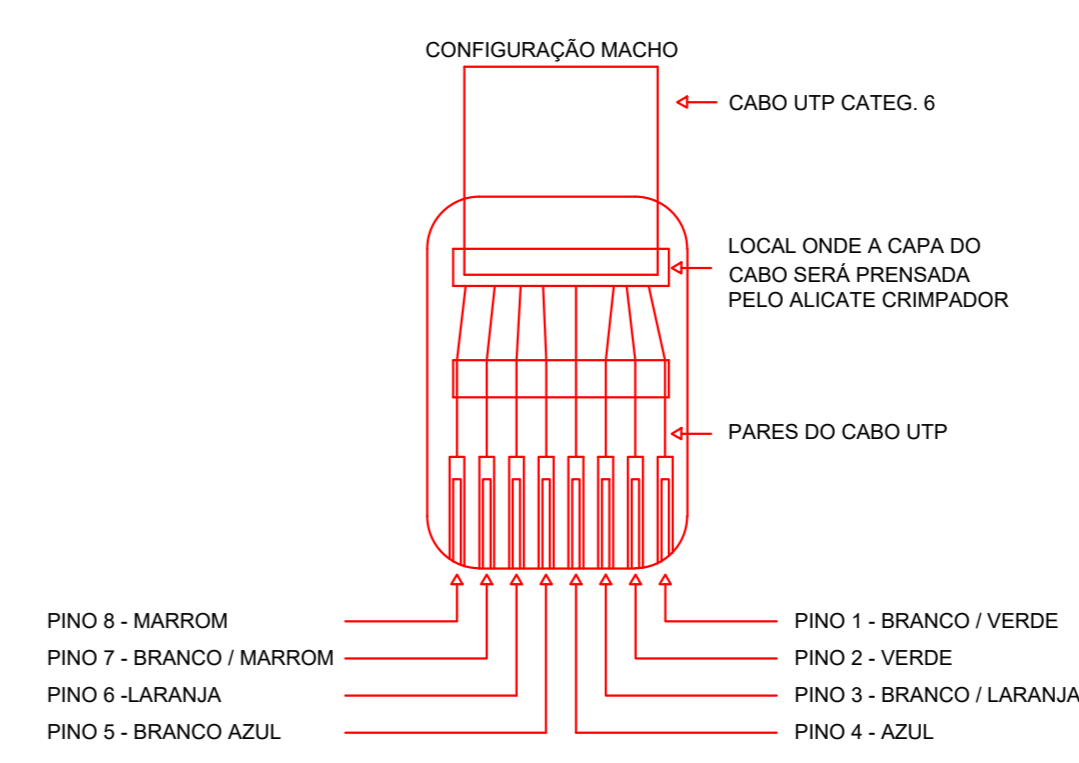 CONFIGURAÇÃO MACHO
CABO UTP CATEG. 6
LOCAL ONDE A CAPA DO
CABO SERÁ PRENSADA
PELO ALICATE CRIMPADOR
PARES DO CABO UTP
PINO 8 - MARROM
PINO 7 - BRANCO / MARROM
PINO 6 -LARANJA
PINO 5 - BRANCO AZUL
PINO 1 - BRANCO / VERDE
PINO 2 - VERDE
PINO 3 - BRANCO / LARANJA
PINO 4 - AZUL